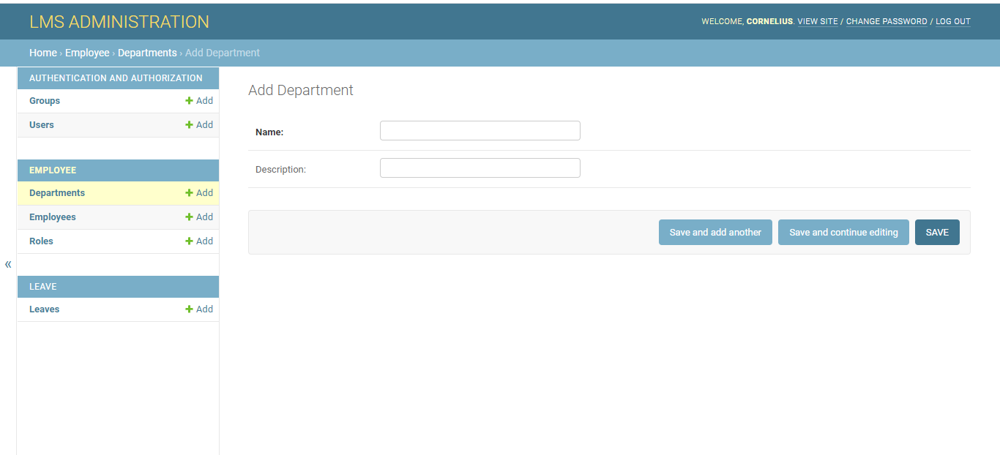 LMS ADMINISTRATION
WELCOME, CORNELIUS. VIEW SITE / CHANGE PASSWORD / LOG OUT
Home › Employee › Departments › Add Department
AUTHENTICATION AND AUTHORIZATION
Groups + Add
Users + Add
EMPLOYEE
Departments + Add
Employees + Add
Roles + Add
LEAVE
Leaves + Add
«
Add Department
Name:
Description:
Save and add another Save and continue editing SAVE